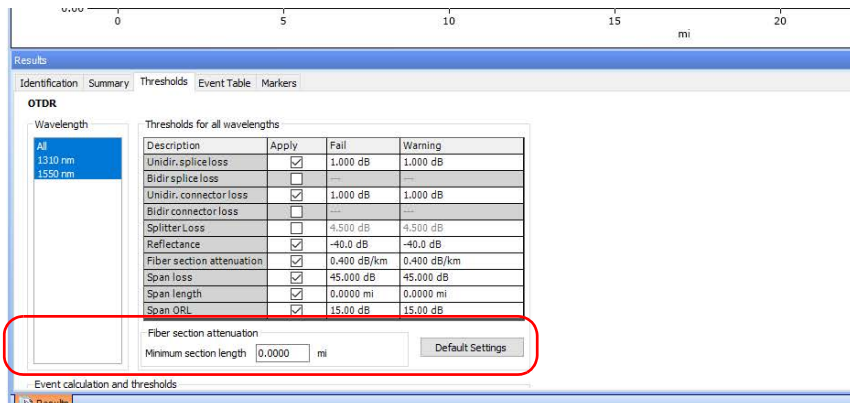 0.00
0 5 10 15 20
mi
Results
Identification Summary Thresholds Event Table Markers
OTDR
Wavelength
All
1310 nm
1550 nm
Thresholds for all wavelengths
Description Apply Fail Warning
Unidir. splice loss 1.000 dB 1.000 dB
Bidir splice loss --- ---
Unidir. connector loss 1.000 dB 1.000 dB
Bidir connector loss --- ---
Splitter Loss 4.500 dB 4.500 dB
Reflectance -40.0 dB -40.0 dB
Fiber section attenuation 0.400 dB/km 0.400 dB/km
Span loss 45.000 dB 45.000 dB
Span length 0.0000 mi 0.0000 mi
Span ORL 15.00 dB 15.00 dB
Fiber section attenuation
Minimum section length 0.0000 mi
Default Settings
Event calculation and thresholds
Results